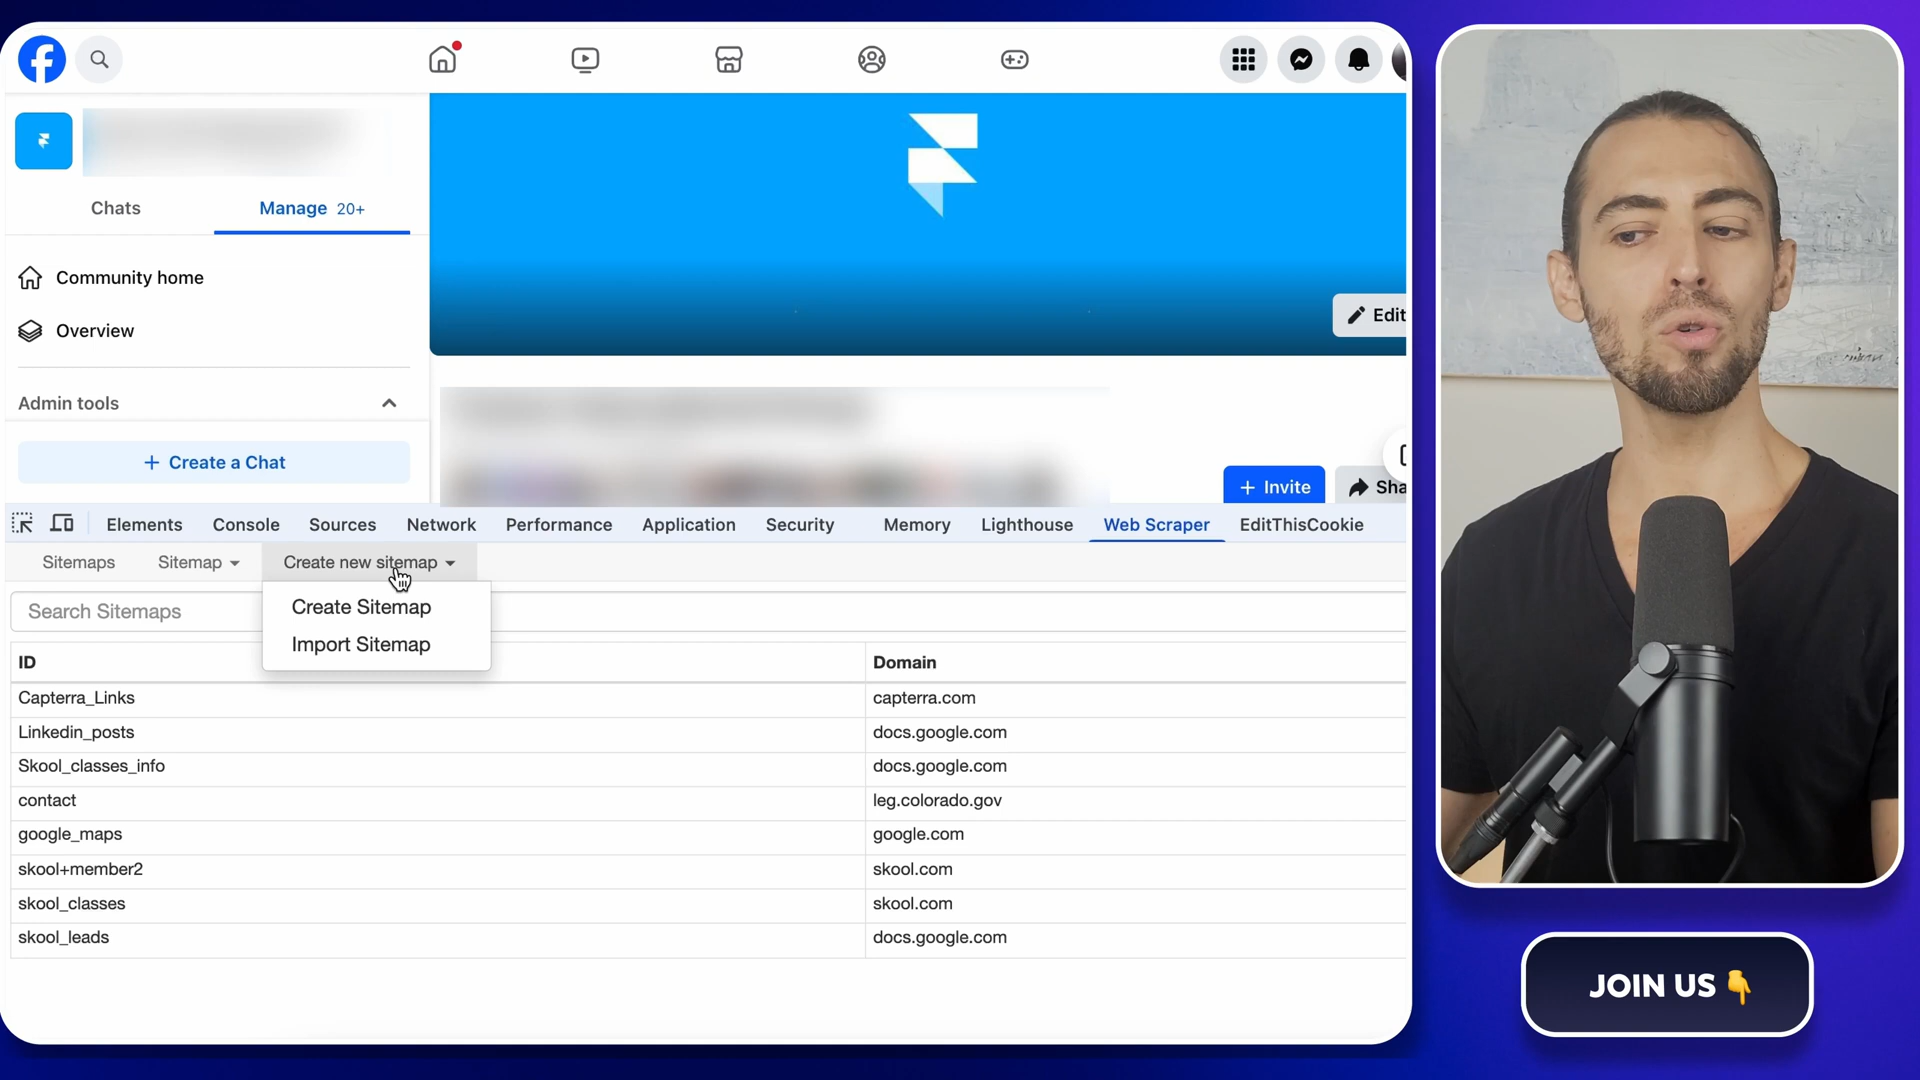 Chats
Manage 20+
Community home
Overview
Admin tools
+ Create a Chat
Edit
+ Invite
Sha
Elements Console Sources Network Performance Application Security Memory Lighthouse Web Scraper EditThisCookie
Sitemaps Sitemap Create new sitemap
Create Sitemap
Import Sitemap
Search Sitemaps
ID Domain
Capterra_Links capterra.com
Linkedin_posts docs.google.com
Skool_classes_info docs.google.com
contact leg.colorado.gov
google_maps google.com
skool+member2 skool.com
skool_classes skool.com
skool_leads docs.google.com
JOIN US 👇